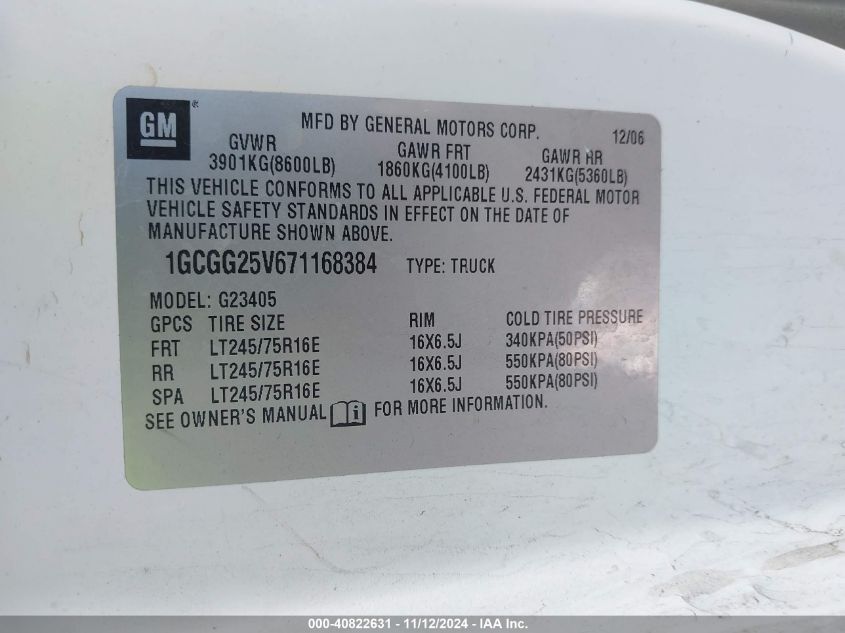 GM ®
MFD BY GENERAL MOTORS CORP. 12/06
GVWR GAWR FRT GAWR RR
3901KG(8600LB) 1860KG(4100LB) 2431KG(5360LB)
THIS VEHICLE CONFORMS TO ALL APPLICABLE U.S. FEDERAL MOTOR
VEHICLE SAFETY STANDARDS IN EFFECT ON THE DATE OF
MANUFACTURE SHOWN ABOVE.
1GCGG25V671168384 TYPE: TRUCK
MODEL: G23405
GPCS TIRE SIZE RIM COLD TIRE PRESSURE
FRT LT245/75R16E 16X6.5J 340KPA(50PSI)
RR LT245/75R16E 16X6.5J 550KPA(80PSI)
SPA LT245/75R16E 16X6.5J 550KPA(80PSI)
SEE OWNER'S MANUAL i FOR MORE INFORMATION.
000-40822631 - 11/12/2024 - IAA Inc.